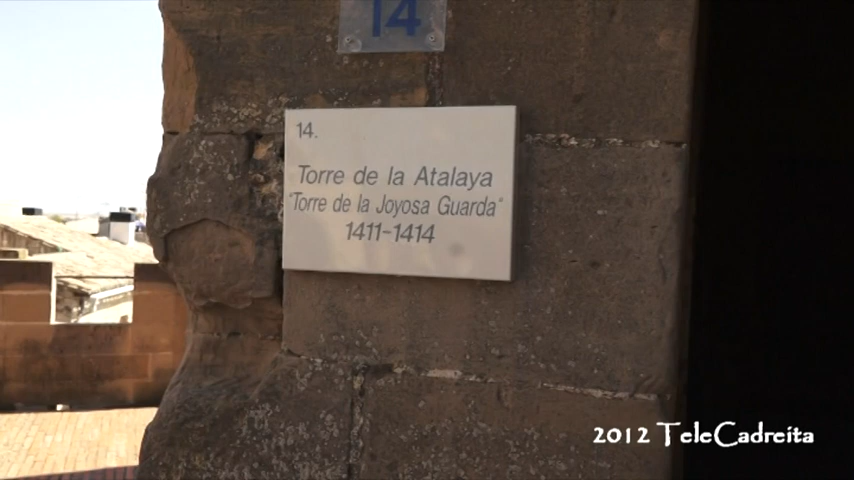 14
14.
Torre de la Atalaya
"Torre de la Joyosa Guarda"
1411-1414
2012 TeleCadreita